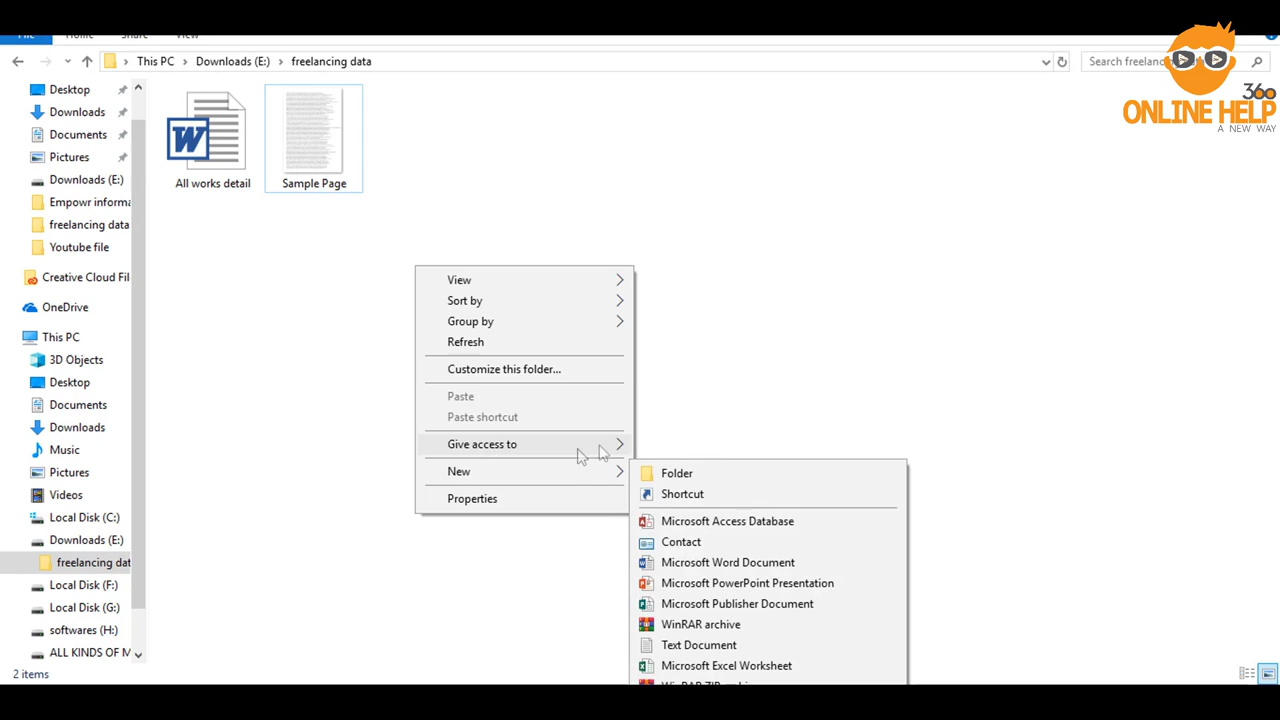 File Home Share View
This PC > Downloads (E:) > freelancing data
Search freelanc
360
ONLINE HELP
A NEW WAY
Desktop
Downloads
Documents
Pictures
Downloads (E:)
Empowr informa
freelancing data
Youtube file
Creative Cloud Fil
OneDrive
This PC
3D Objects
Desktop
Documents
Downloads
Music
Pictures
Videos
Local Disk (C:)
Downloads (E:)
freelancing dat
Local Disk (F:)
Local Disk (G:)
softwares (H:)
ALL KINDS OF M
2 items
W
All works detail
Sample Page
View
Sort by
Group by
Refresh
Customize this folder...
Paste
Paste shortcut
Give access to
New
Properties
Folder
Shortcut
Microsoft Access Database
Contact
Microsoft Word Document
Microsoft PowerPoint Presentation
Microsoft Publisher Document
WinRAR archive
Text Document
Microsoft Excel Worksheet